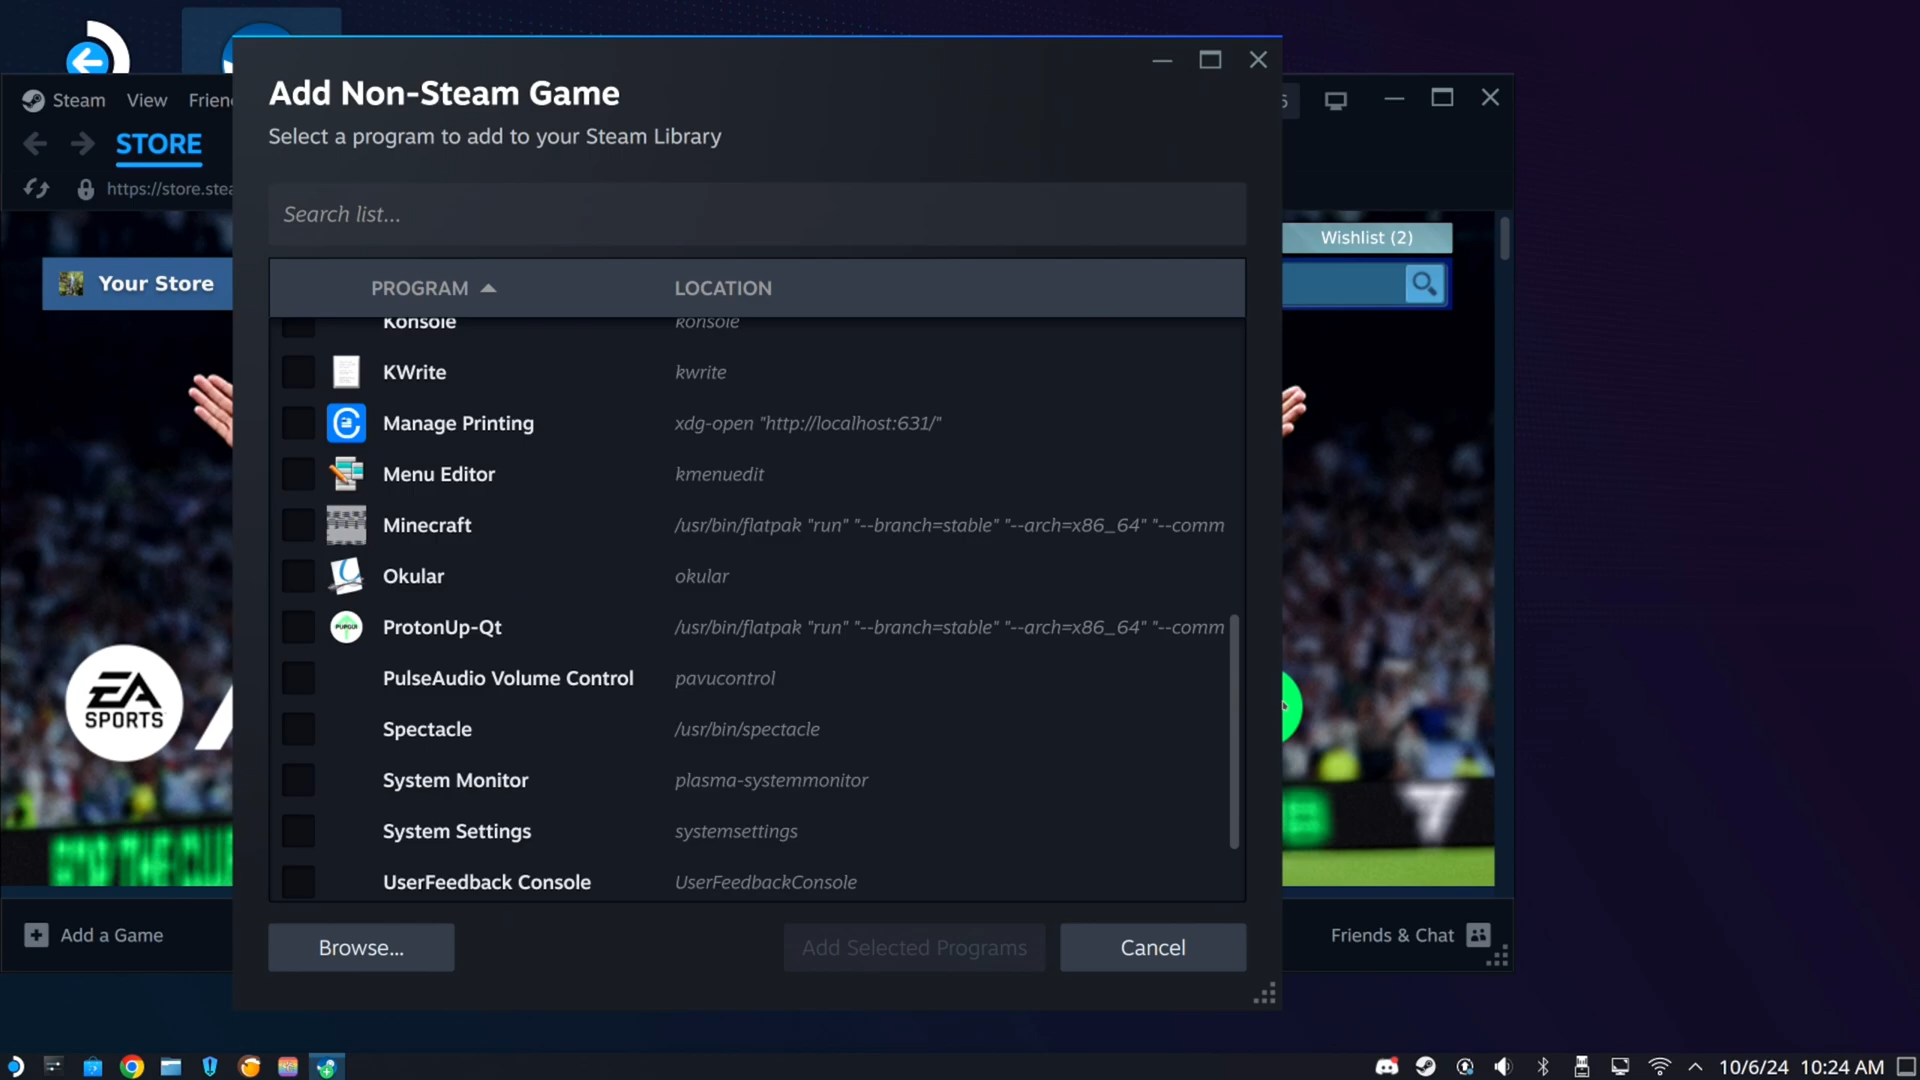 Add Non-Steam Game
Select a program to add to your Steam Library
Steam View Frien
STORE
https://store.stea
Search list...
Wishlist (2)
Your Store
PROGRAM LOCATION
Konsole konsole
KWrite kwrite
Manage Printing xdg-open "http://localhost:631/"
Menu Editor kmenuedit
Minecraft /usr/bin/flatpak "run" "--branch=stable" "--arch=x86_64" "--comm
Okular okular
ProtonUp-Qt /usr/bin/flatpak "run" "--branch=stable" "--arch=x86_64" "--comm
PulseAudio Volume Control pavucontrol
EA
SPORTS
Spectacle /usr/bin/spectacle
System Monitor plasma-systemmonitor
System Settings systemsettings
FOR THE CLU
UserFeedback Console UserFeedbackConsole
Add a Game
Browse... Add Selected Programs Cancel
Friends & Chat
10/6/24 10:24 AM